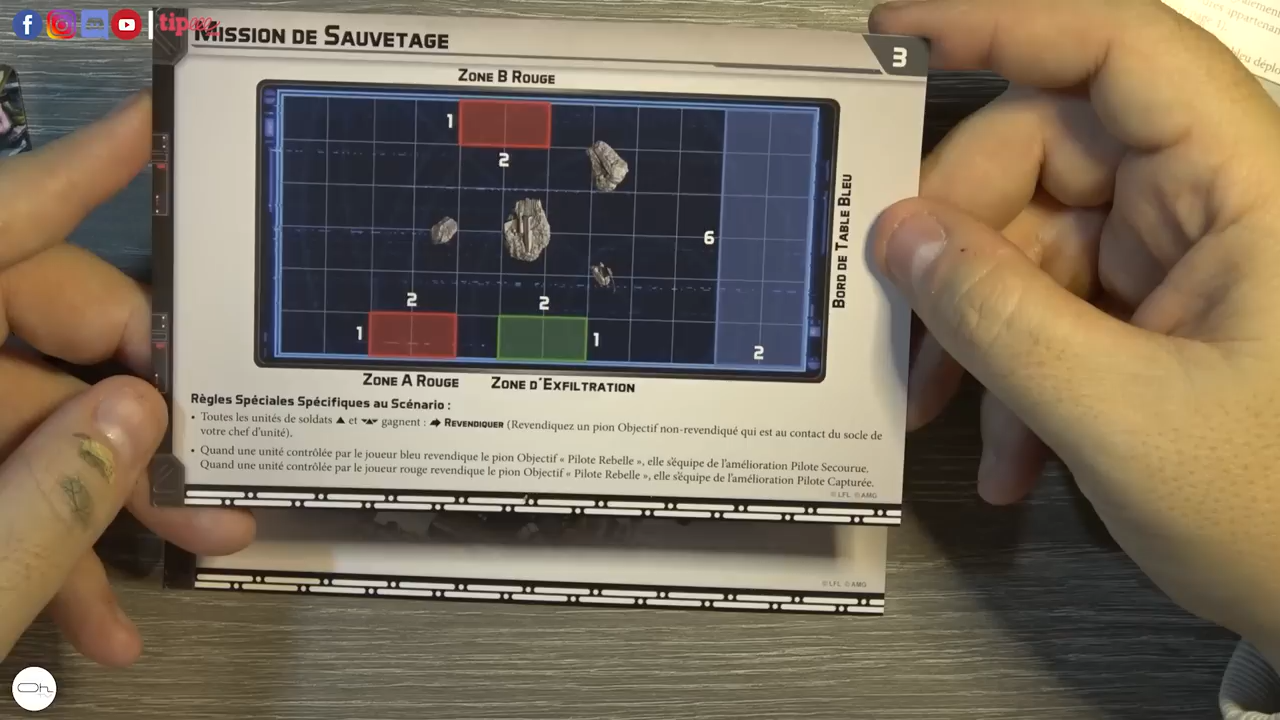 tip
MISSION DE SAUVETAGE
3
ZONE B ROUGE
1
2
6
BORD DE TABLE BLEU
2
2
1
1
2
ZONE A ROUGE
ZONE D'EXFILTRATION
Règles Spéciales Spécifiques au Scénario :
• Toutes les unités de soldats ▲ et gagnent : ➡ REVENDIQUER (Revendiquez un pion Objectif non-revendiqué qui est au contact du socle de
votre chef d'unité).
• Quand une unité contrôlée par le joueur bleu revendique le pion Objectif « Pilote Rebelle », elle s'équipe de l'amélioration Pilote Secourue.
Quand une unité contrôlée par le joueur rouge revendique le pion Objectif « Pilote Rebelle », elle s'équipe de l'amélioration Pilote Capturée.
© LFL © AMG
© LFL © AMG
bleu